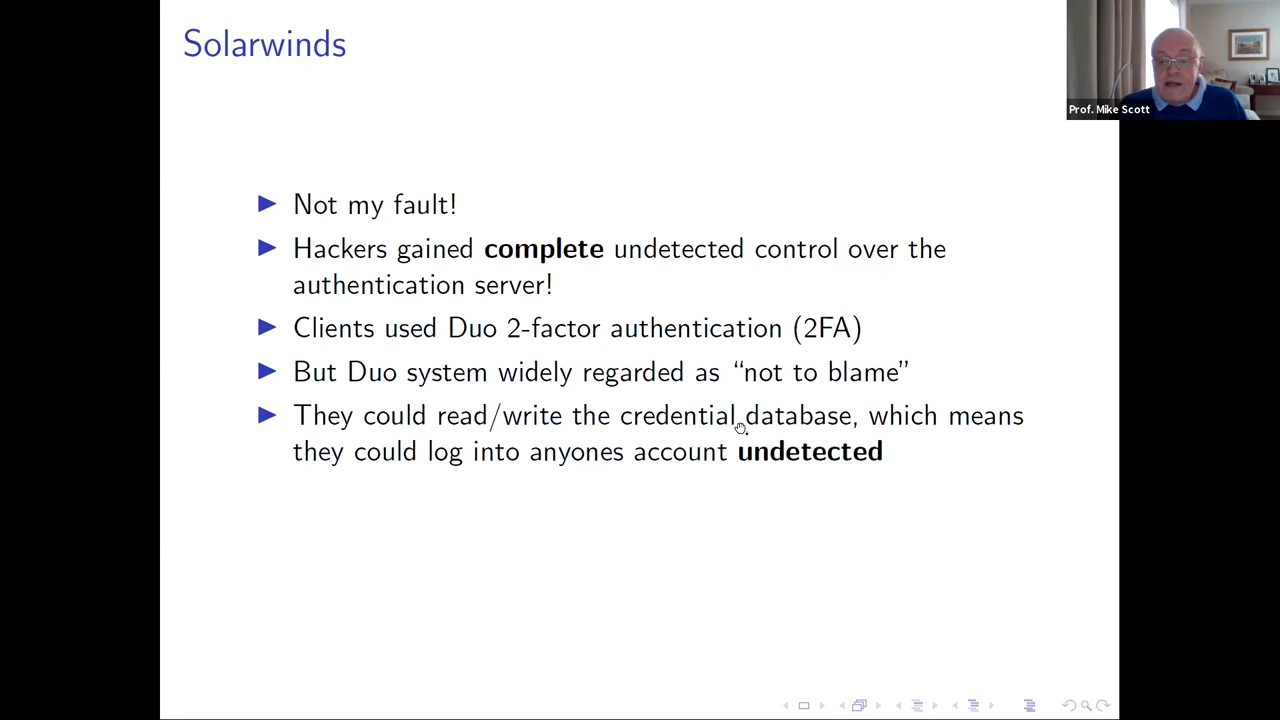 Solarwinds
Prof. Mike Scott
Not my fault!
Hackers gained complete undetected control over the
authentication server!
Clients used Duo 2-factor authentication (2FA)
But Duo system widely regarded as “not to blame”
They could read/write the credential database, which means
they could log into anyones account undetected